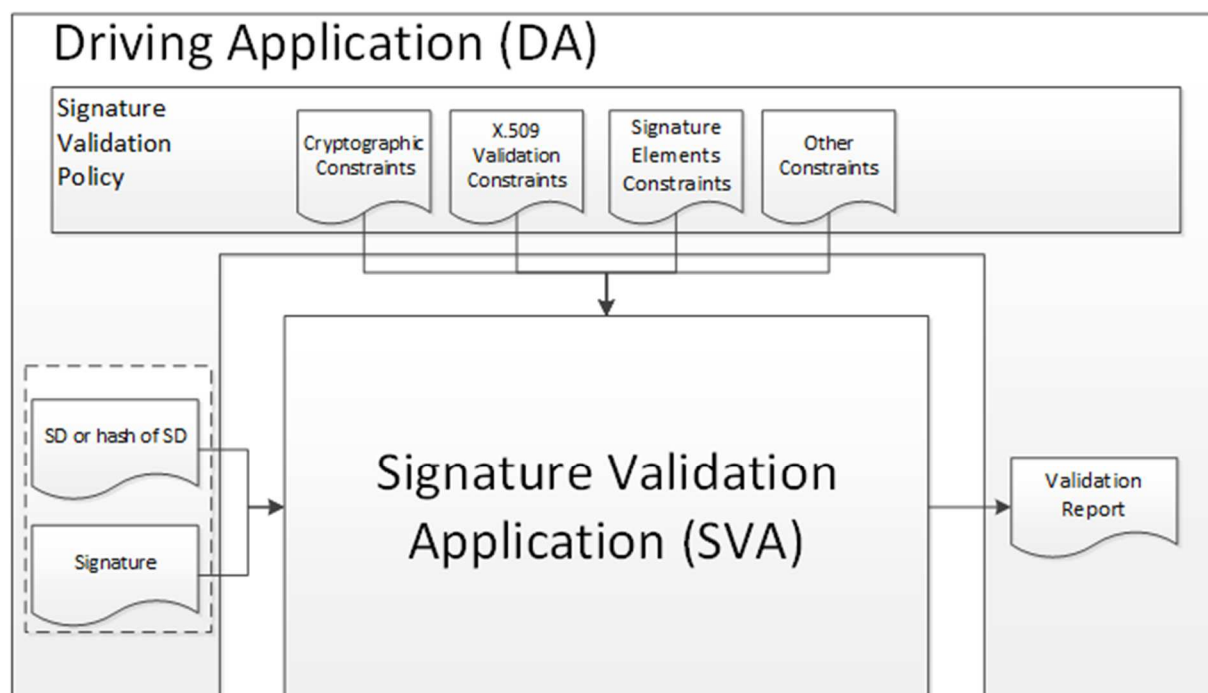 Driving Application (DA)
Signature
Validation
Policy
Cryptographic
Constraints
X.509
Validation
Constraints
Signature
Elements
Constraints
Other
Constraints
SD or hash of SD
Signature
Signature Validation
Application (SVA)
Validation
Report